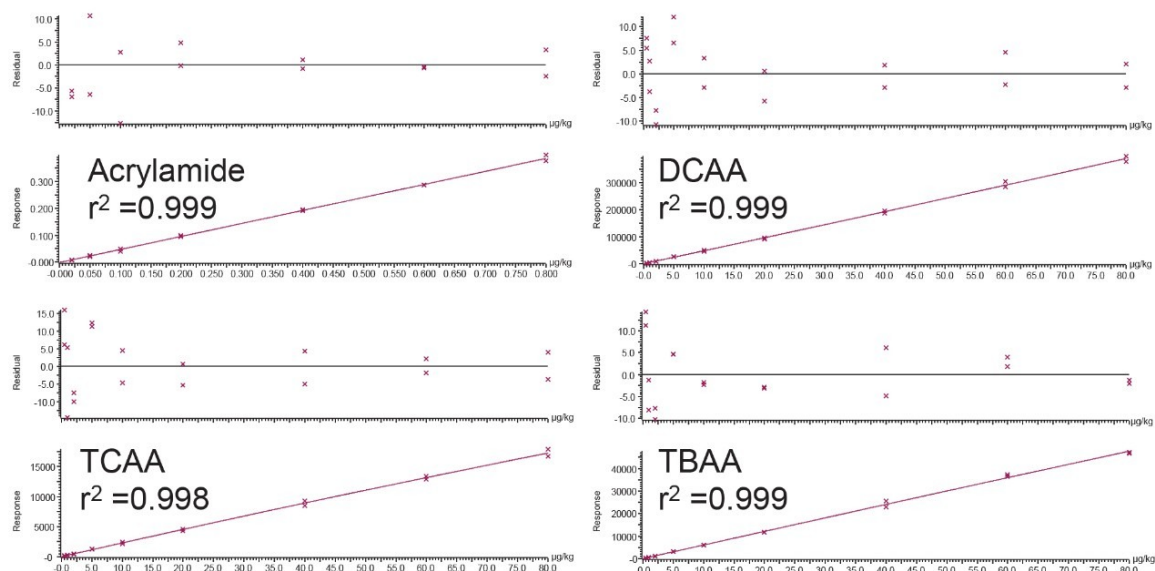 Residual
10.0
5.0
0.0
-5.0
-10.0
µg/kg
Response
0.300
0.200
0.100
-0.000
Acrylamide
r² =0.999
µg/kg
-0.000 0.050 0.100 0.150 0.200 0.250 0.300 0.350 0.400 0.450 0.500 0.550 0.600 0.650 0.700 0.750 0.800
Residual
10.0
5.0
0.0
-5.0
-10.0
µg/kg
Response
300000
200000
100000
-0
DCAA
r² =0.999
µg/kg
-0.0 5.0 10.0 15.0 20.0 25.0 30.0 35.0 40.0 45.0 50.0 55.0 60.0 65.0 70.0 75.0 80.0
Residual
15.0
10.0
5.0
0.0
-5.0
-10.0
µg/kg
Response
15000
10000
5000
-0
TCAA
r² =0.998
µg/kg
-0.0 5.0 10.0 15.0 20.0 25.0 30.0 35.0 40.0 45.0 50.0 55.0 60.0 65.0 70.0 75.0 80.0
Residual
10.0
5.0
0.0
-5.0
-10.0
µg/kg
Response
40000
30000
20000
10000
-0
TBAA
r² =0.999
µg/kg
-0.0 5.0 10.0 15.0 20.0 25.0 30.0 35.0 40.0 45.0 50.0 55.0 60.0 65.0 70.0 75.0 80.0